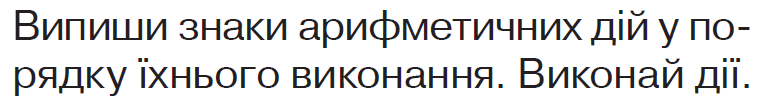 Випиши знаки арифметичних дій у по-
рядку їхнього виконання. Виконай дії.